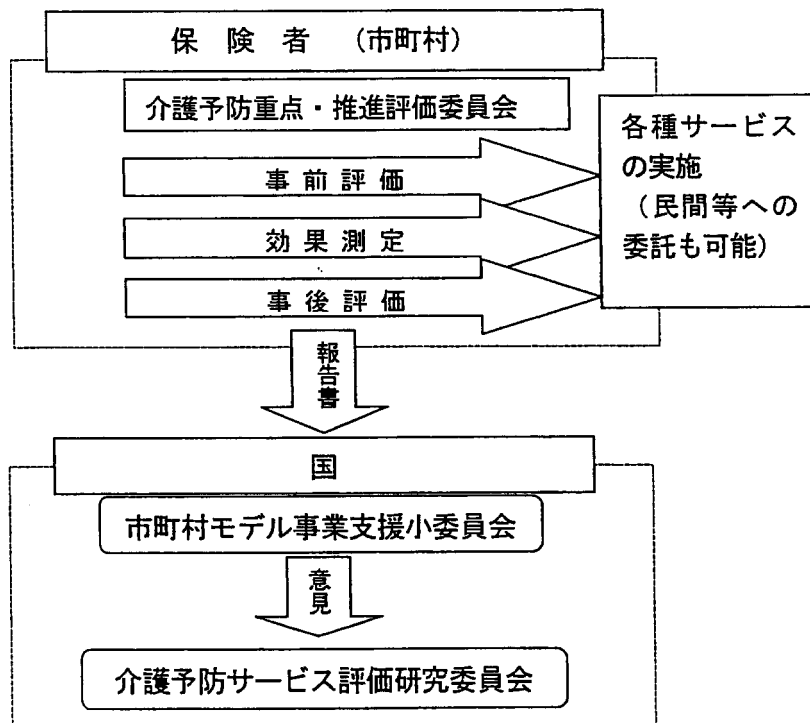 保険者（市町村）
介護予防重点・推進評価委員会
事前評価
効果測定
事後評価
各種サービス
の実施
（民間等への
委託も可能）
報告書
国
市町村モデル事業支援小委員会
意見
介護予防サービス評価研究委員会